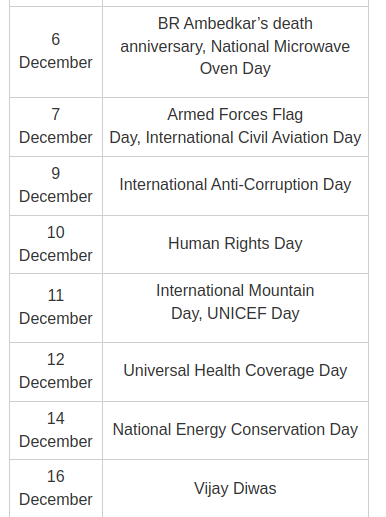 6
December
BR Ambedkar’s death
anniversary, National Microwave
Oven Day
7
December
Armed Forces Flag
Day, International Civil Aviation Day
9
December
International Anti-Corruption Day
10
December
Human Rights Day
11
December
International Mountain
Day, UNICEF Day
12
December
Universal Health Coverage Day
14
December
National Energy Conservation Day
16
December
Vijay Diwas